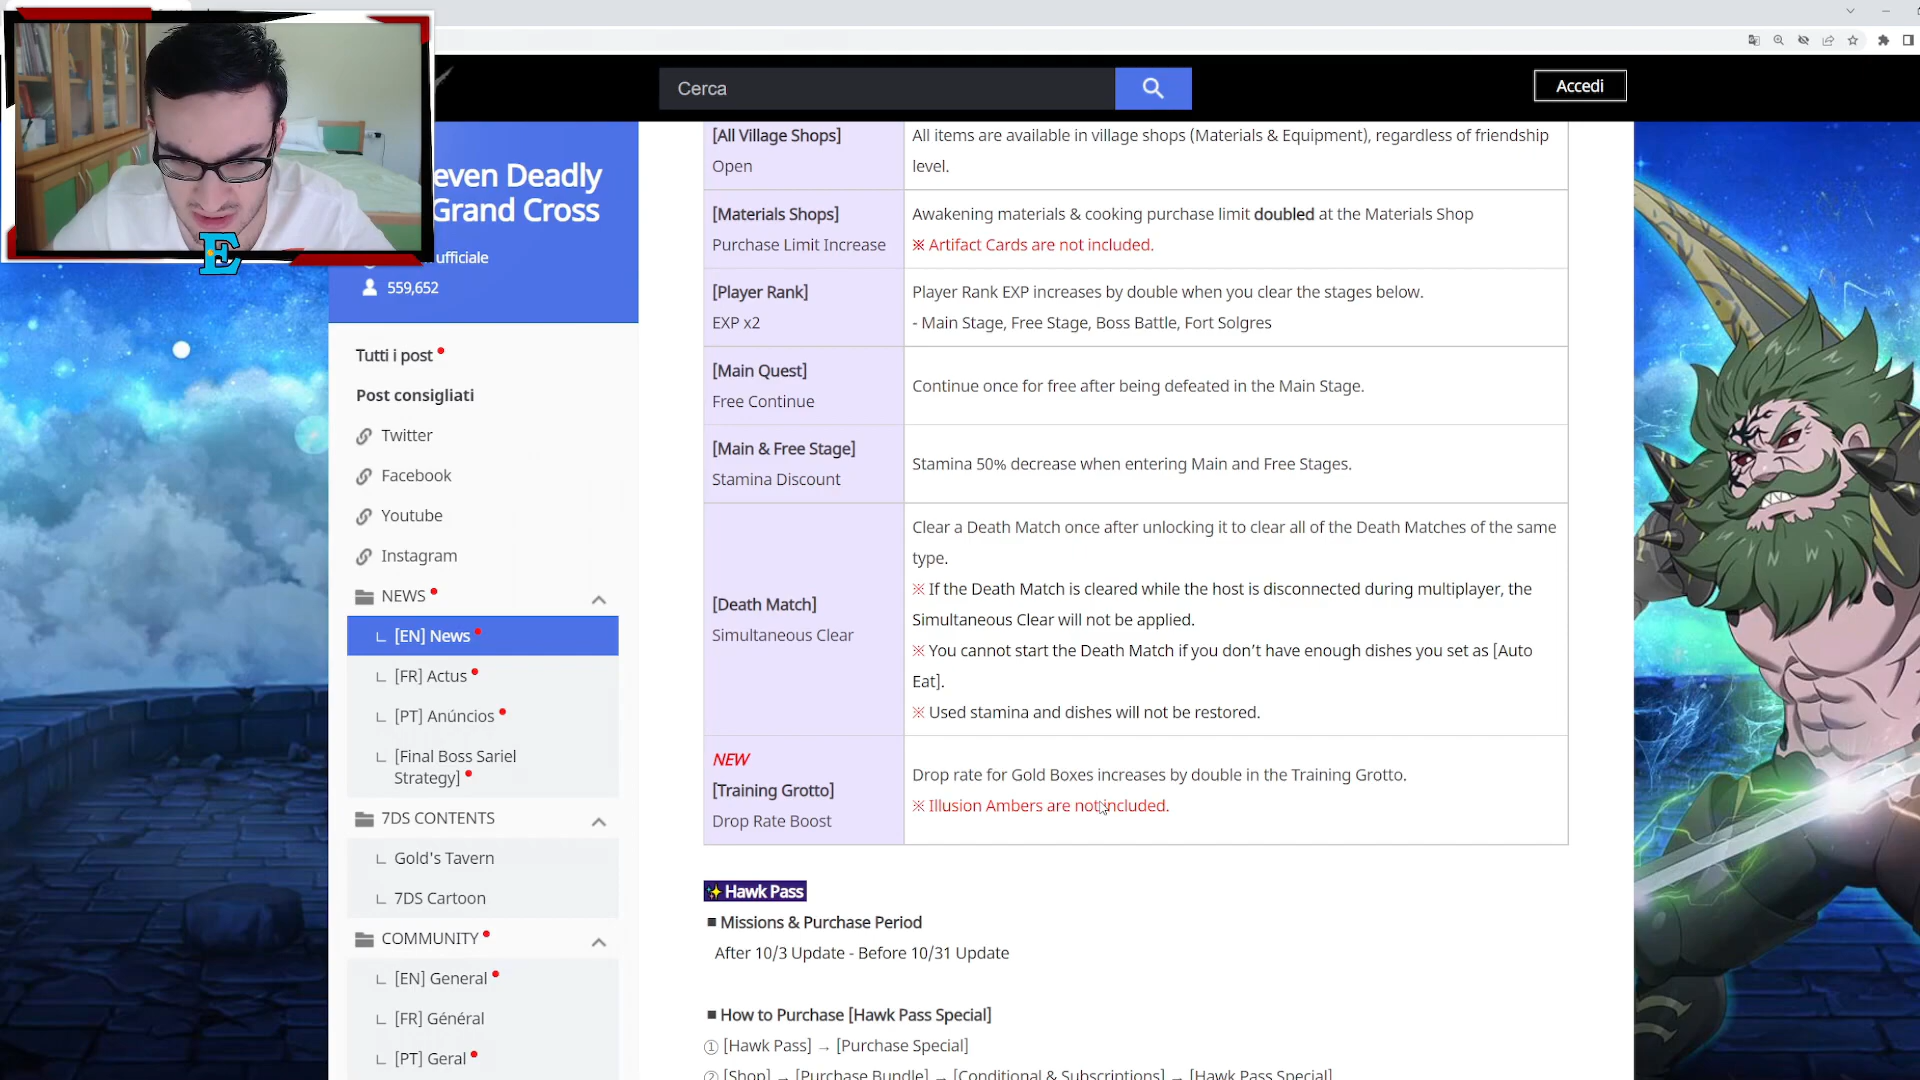 Cerca
Accedi
even Deadly
Grand Cross
ufficiale
559,652
Tutti i post
Post consigliati
Twitter
Facebook
Youtube
Instagram
NEWS
[EN] News
[FR] Actus
[PT] Anúncios
[Final Boss Sariel
Strategy]
7DS CONTENTS
Gold's Tavern
7DS Cartoon
COMMUNITY
[EN] General
[FR] Général
[PT] Geral
E
[All Village Shops]
Open
All items are available in village shops (Materials & Equipment), regardless of friendship
level.
[Materials Shops]
Purchase Limit Increase
Awakening materials & cooking purchase limit doubled at the Materials Shop
※ Artifact Cards are not included.
[Player Rank]
EXP x2
Player Rank EXP increases by double when you clear the stages below.
- Main Stage, Free Stage, Boss Battle, Fort Solgres
[Main Quest]
Free Continue
Continue once for free after being defeated in the Main Stage.
[Main & Free Stage]
Stamina Discount
Stamina 50% decrease when entering Main and Free Stages.
[Death Match]
Simultaneous Clear
Clear a Death Match once after unlocking it to clear all of the Death Matches of the same
type.
※ If the Death Match is cleared while the host is disconnected during multiplayer, the
Simultaneous Clear will not be applied.
※ You cannot start the Death Match if you don’t have enough dishes you set as [Auto
Eat].
※ Used stamina and dishes will not be restored.
NEW
[Training Grotto]
Drop Rate Boost
Drop rate for Gold Boxes increases by double in the Training Grotto.
※ Illusion Ambers are not included.
✨ Hawk Pass
■ Missions & Purchase Period
After 10/3 Update - Before 10/31 Update
■ How to Purchase [Hawk Pass Special]
① [Hawk Pass] → [Purchase Special]
② [Shop] → [Purchase Bundle] → [Conditional & Subscriptions] → [Hawk Pass Special]